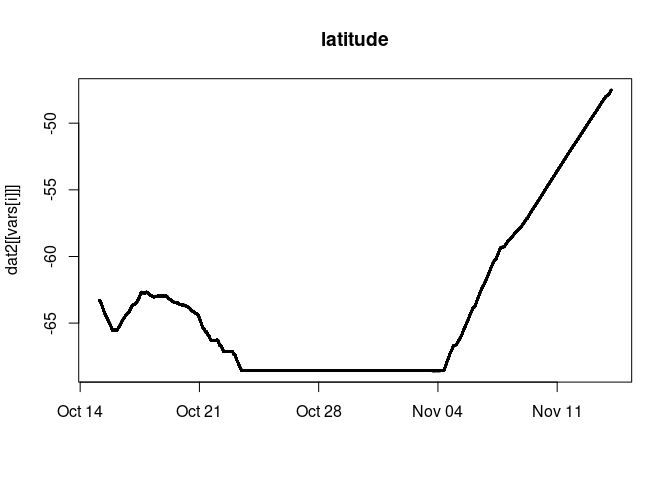 latitude
dat2[[vars[i]]]
-50
-55
-60
-65
Oct 14
Oct 21
Oct 28
Nov 04
Nov 11